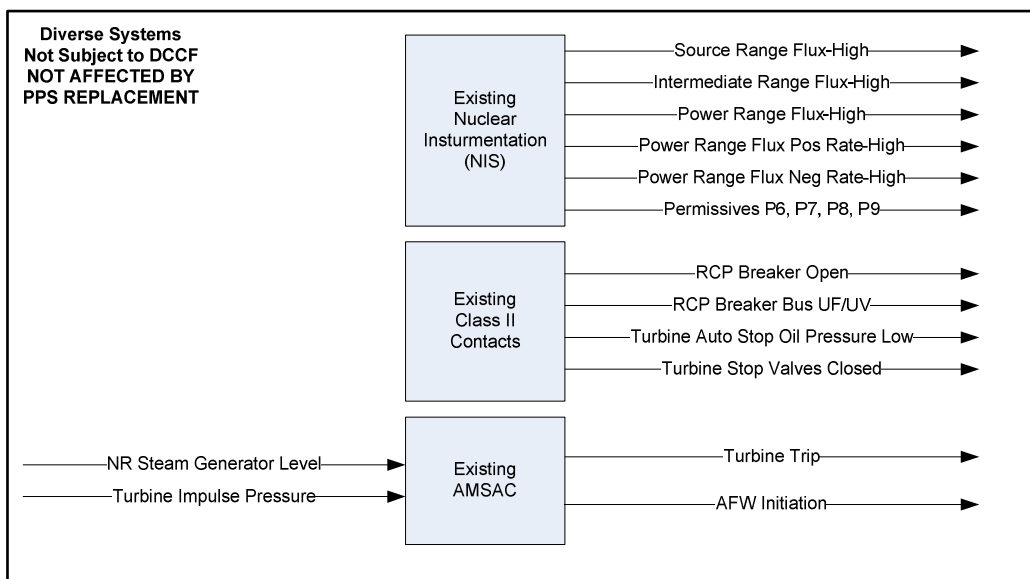 Diverse Systems
Not Subject to DCCF
NOT AFFECTED BY
PPS REPLACEMENT
Existing
Nuclear
Insturmentation
(NIS)
Source Range Flux-High
Intermediate Range Flux-High
Power Range Flux-High
Power Range Flux Pos Rate-High
Power Range Flux Neg Rate-High
Permissives P6, P7, P8, P9
Existing
Class II
Contacts
RCP Breaker Open
RCP Breaker Bus UF/UV
Turbine Auto Stop Oil Pressure Low
Turbine Stop Valves Closed
NR Steam Generator Level
Turbine Impulse Pressure
Existing
AMSAC
Turbine Trip
AFW Initiation